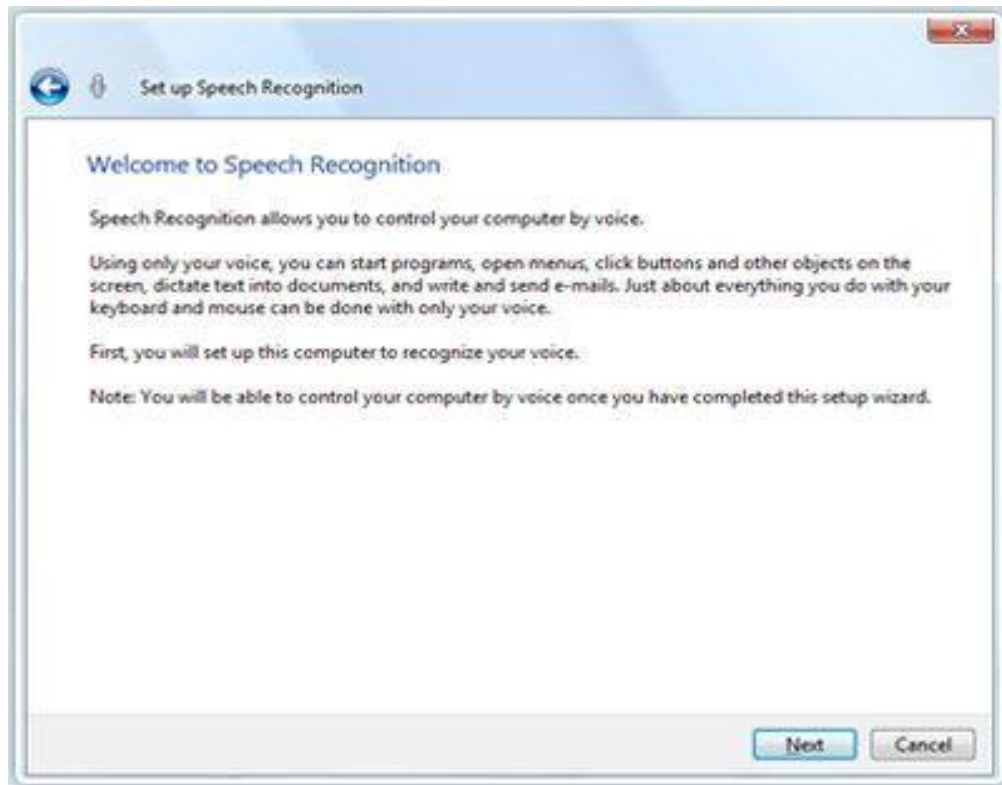 Set up Speech Recognition
Welcome to Speech Recognition
Speech Recognition allows you to control your computer by voice.
Using only your voice, you can start programs, open menus, click buttons and other objects on the
screen, dictate text into documents, and write and send e-mails. Just about everything you do with your
keyboard and mouse can be done with only your voice.
First, you will set up this computer to recognize your voice.
Note: You will be able to control your computer by voice once you have completed this setup wizard.
Next
Cancel